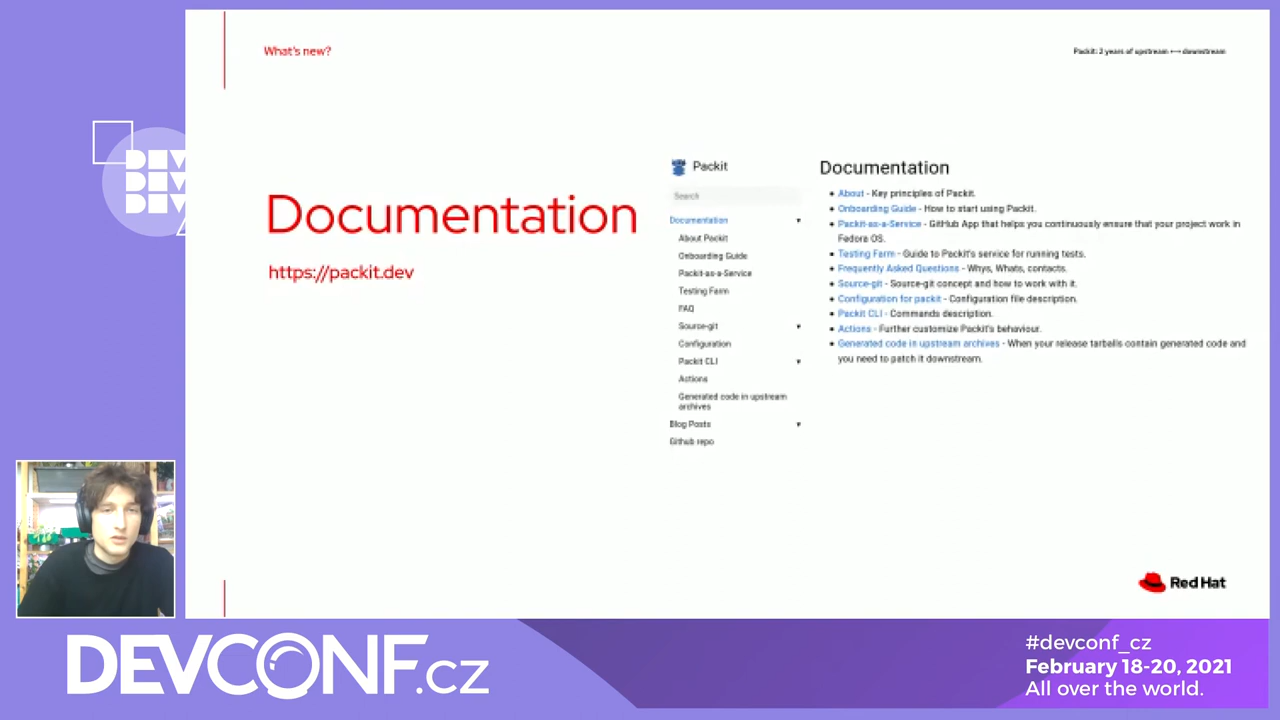 What's new?
Packit: 2 years of upstream ⟷ downstream
DEV
DEV
DEV
Documentation
https://packit.dev
Packit
Search
Documentation
About Packit
Onboarding Guide
Packit-as-a-Service
Testing Farm
FAQ
Source-git
Configuration
Packit CLI
Actions
Generated code in upstream
archives
Blog Posts
Github repo
Documentation
• About - Key principles of Packit.
• Onboarding Guide - How to start using Packit.
• Packit-as-a-Service - GitHub App that helps you continuously ensure that your project work in
Fedora OS.
• Testing Farm - Guide to Packit's service for running tests.
• Frequently Asked Questions - Whys, Whats, contacts.
• Source-git - Source-git concept and how to work with it.
• Configuration for packit - Configuration file description.
• Packit CLI - Commands description.
• Actions - Further customize Packit's behaviour.
• Generated code in upstream archives - When your release tarballs contain generated code and
you need to patch it downstream.
Red Hat
DEVCONF.cz
#devconf_cz
February 18-20, 2021
All over the world.